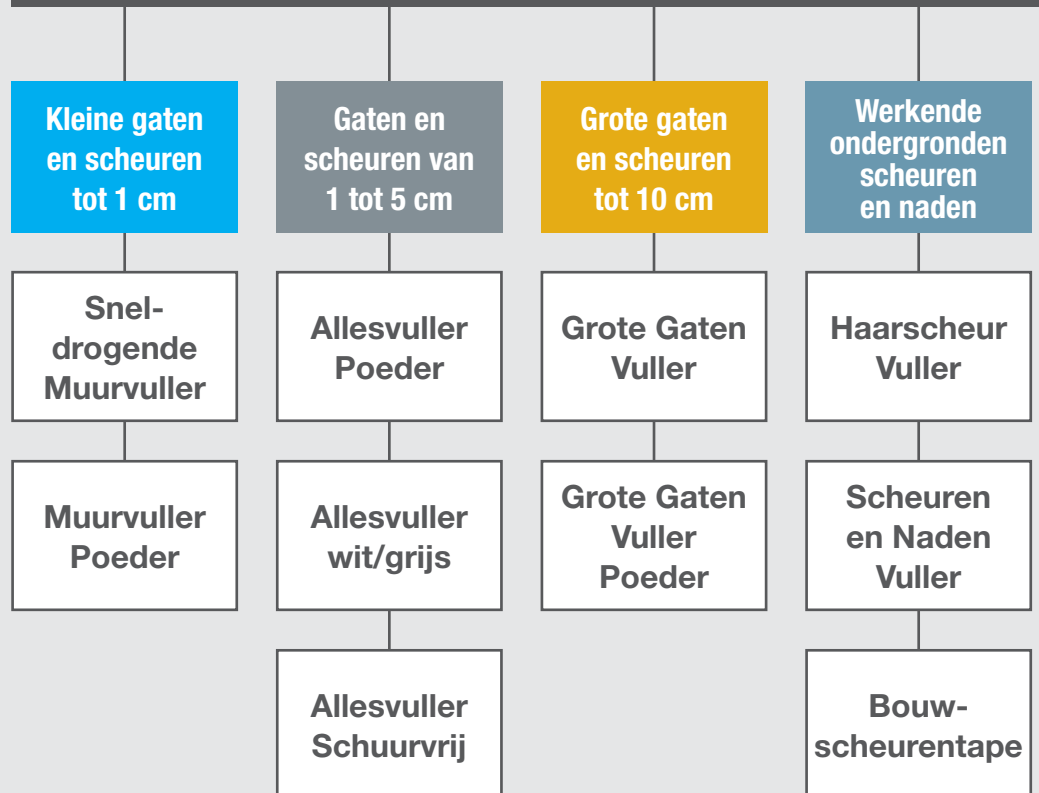 Kleine gaten
en scheuren
tot 1 cm
Snel-
drogende
Muurvuller
Muurvuller
Poeder
Gaten en
scheuren van
1 tot 5 cm
Allesvuller
Poeder
Allesvuller
wit/grijs
Allesvuller
Schuurvrij
Grote gaten
en scheuren
tot 10 cm
Grote Gaten
Vuller
Grote Gaten
Vuller
Poeder
Werkende
ondergronden
scheuren
en naden
Haarscheur
Vuller
Scheuren
en Naden
Vuller
Bouw-
scheurentape